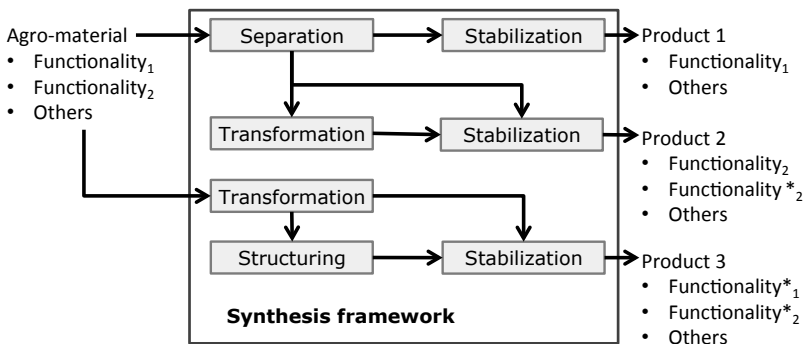 Agro-material
• Functionality₁
• Functionality₂
• Others
Separation
Stabilization
Product 1
• Functionality₁
• Others
Transformation
Stabilization
Product 2
• Functionality₂
• Functionality*₂
• Others
Transformation
Structuring
Stabilization
Product 3
• Functionality*₁
• Functionality*₂
• Others
Synthesis framework